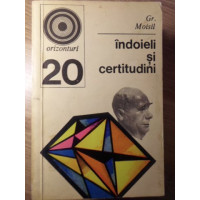 orizonturi
20
Gr.
Moisil
îndoieli
și
certitudini